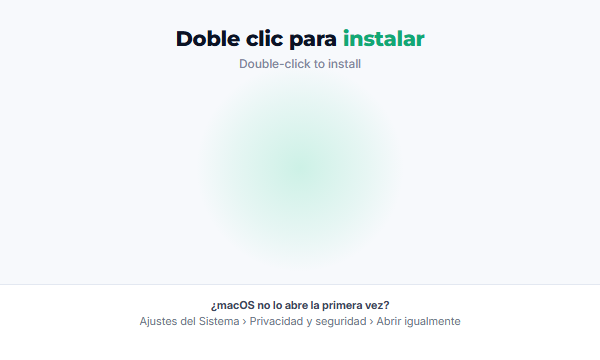 Doble clic para instalar
Double-click to install
¿macOS no lo abre la primera vez?
Ajustes del Sistema › Privacidad y seguridad › Abrir igualmente